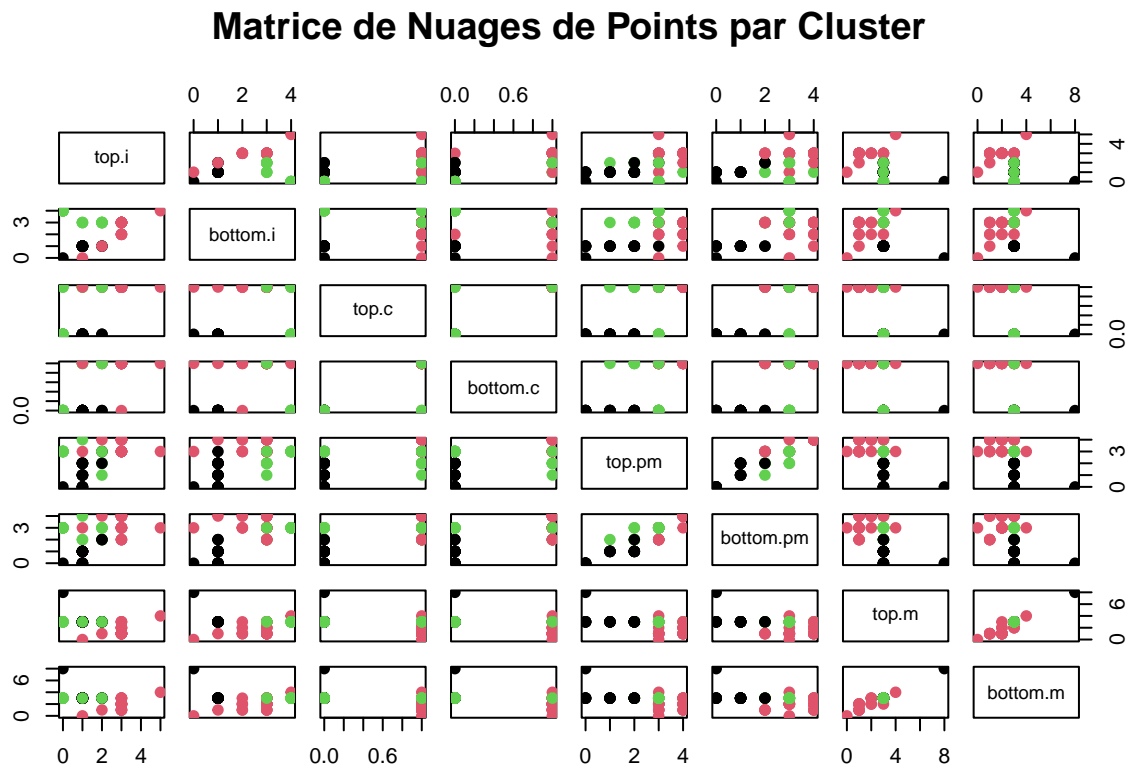 Matrice de Nuages de Points par Cluster
0 2 4 0.0 0.6 0 2 4 0 4 8
top.i 0 4
0 3 bottom.i
top.c 0.0
0.0 bottom.c
top.pm 0 3
0 3 bottom.pm
top.m 0 6
0 6 bottom.m
0 2 4 0.0 0.6 0 2 4 0 4 8